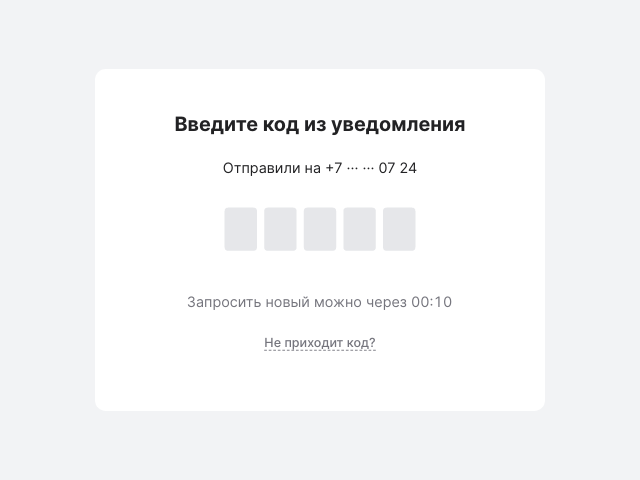 Введите код из уведомления
Отправили на +7 ··· ··· 07 24
Запросить новый можно через 00:10
Не приходит код?